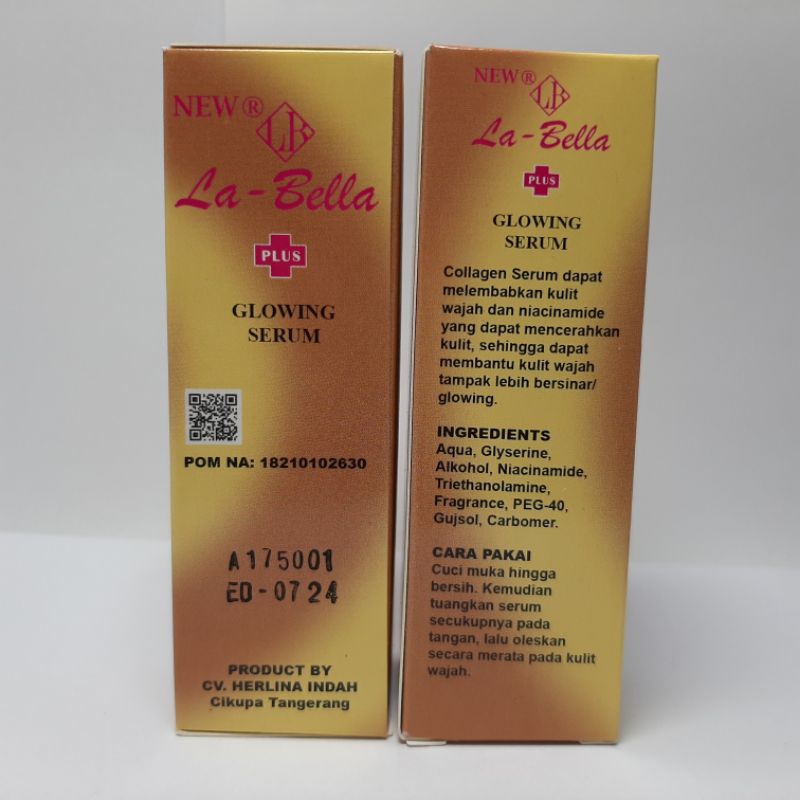 NEW ®
LB
La-Bella
PLUS
GLOWING
SERUM
POM NA: 18210102630
A175001
ED-0724
PRODUCT BY
CV. HERLINA INDAH
Cikupa Tangerang
NEW ®
LB
La-Bella
PLUS
GLOWING
SERUM
Collagen Serum dapat
melembabkan kulit
wajah dan niacinamide
yang dapat mencerahkan
kulit, sehingga dapat
membantu kulit wajah
tampak lebih bersinar/
glowing.
INGREDIENTS
Aqua, Glyserine,
Alkohol, Niacinamide,
Triethanolamine,
Fragrance, PEG-40,
Gujsol, Carbomer.
CARA PAKAI
Cuci muka hingga
bersih. Kemudian
tuangkan serum
secukupnya pada
tangan, lalu oleskan
secara merata pada kulit
wajah.